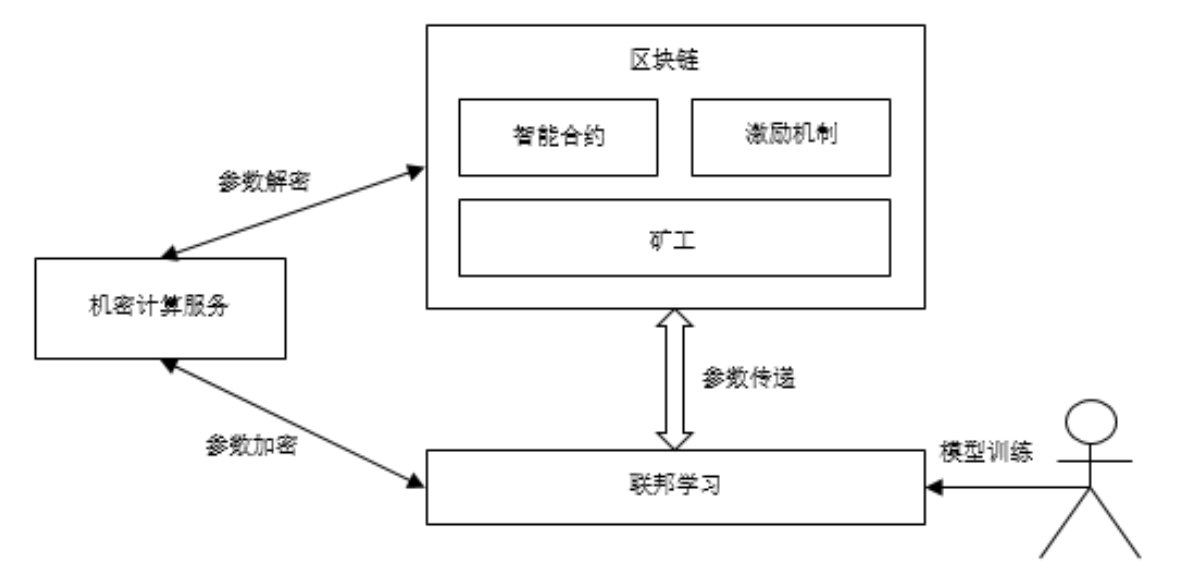 区块链
智能合约
激励机制
参数解密
矿工
机密计算服务
参数传递
参数加密
模型训练
联邦学习